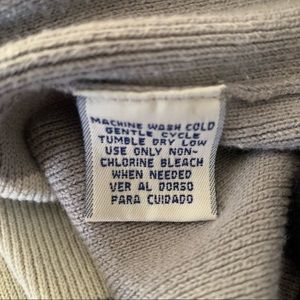 MACHINE WASH COLD
GENTLE CYCLE
TUMBLE DRY LOW
USE ONLY NON-
CHLORINE BLEACH
WHEN NEEDED
VER AL DORSO
PARA CUIDADO